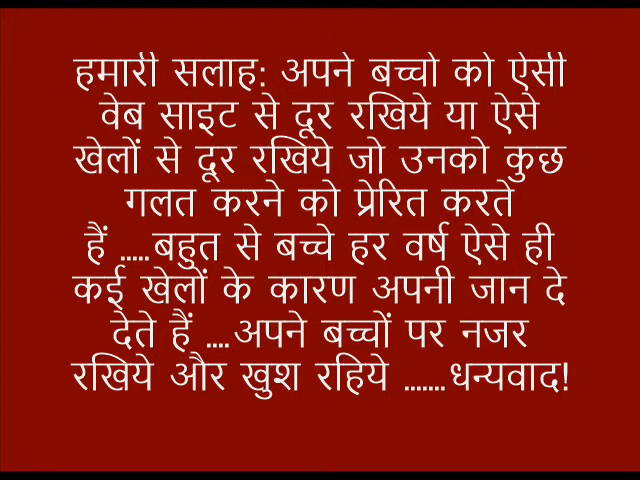 हमारी सलाह: अपने बच्चो को ऐसी
वेब साइट से दूर रखिये या ऐसे
खेलों से दूर रखिये जो उनको कुछ
गलत करने को प्रेरित करते
हैं .....बहुत से बच्चे हर वर्ष ऐसे ही
कई खेलों के कारण अपनी जान दे
देते हैं ....अपने बच्चों पर नजर
रखिये और खुश रहिये .......धन्यवाद!